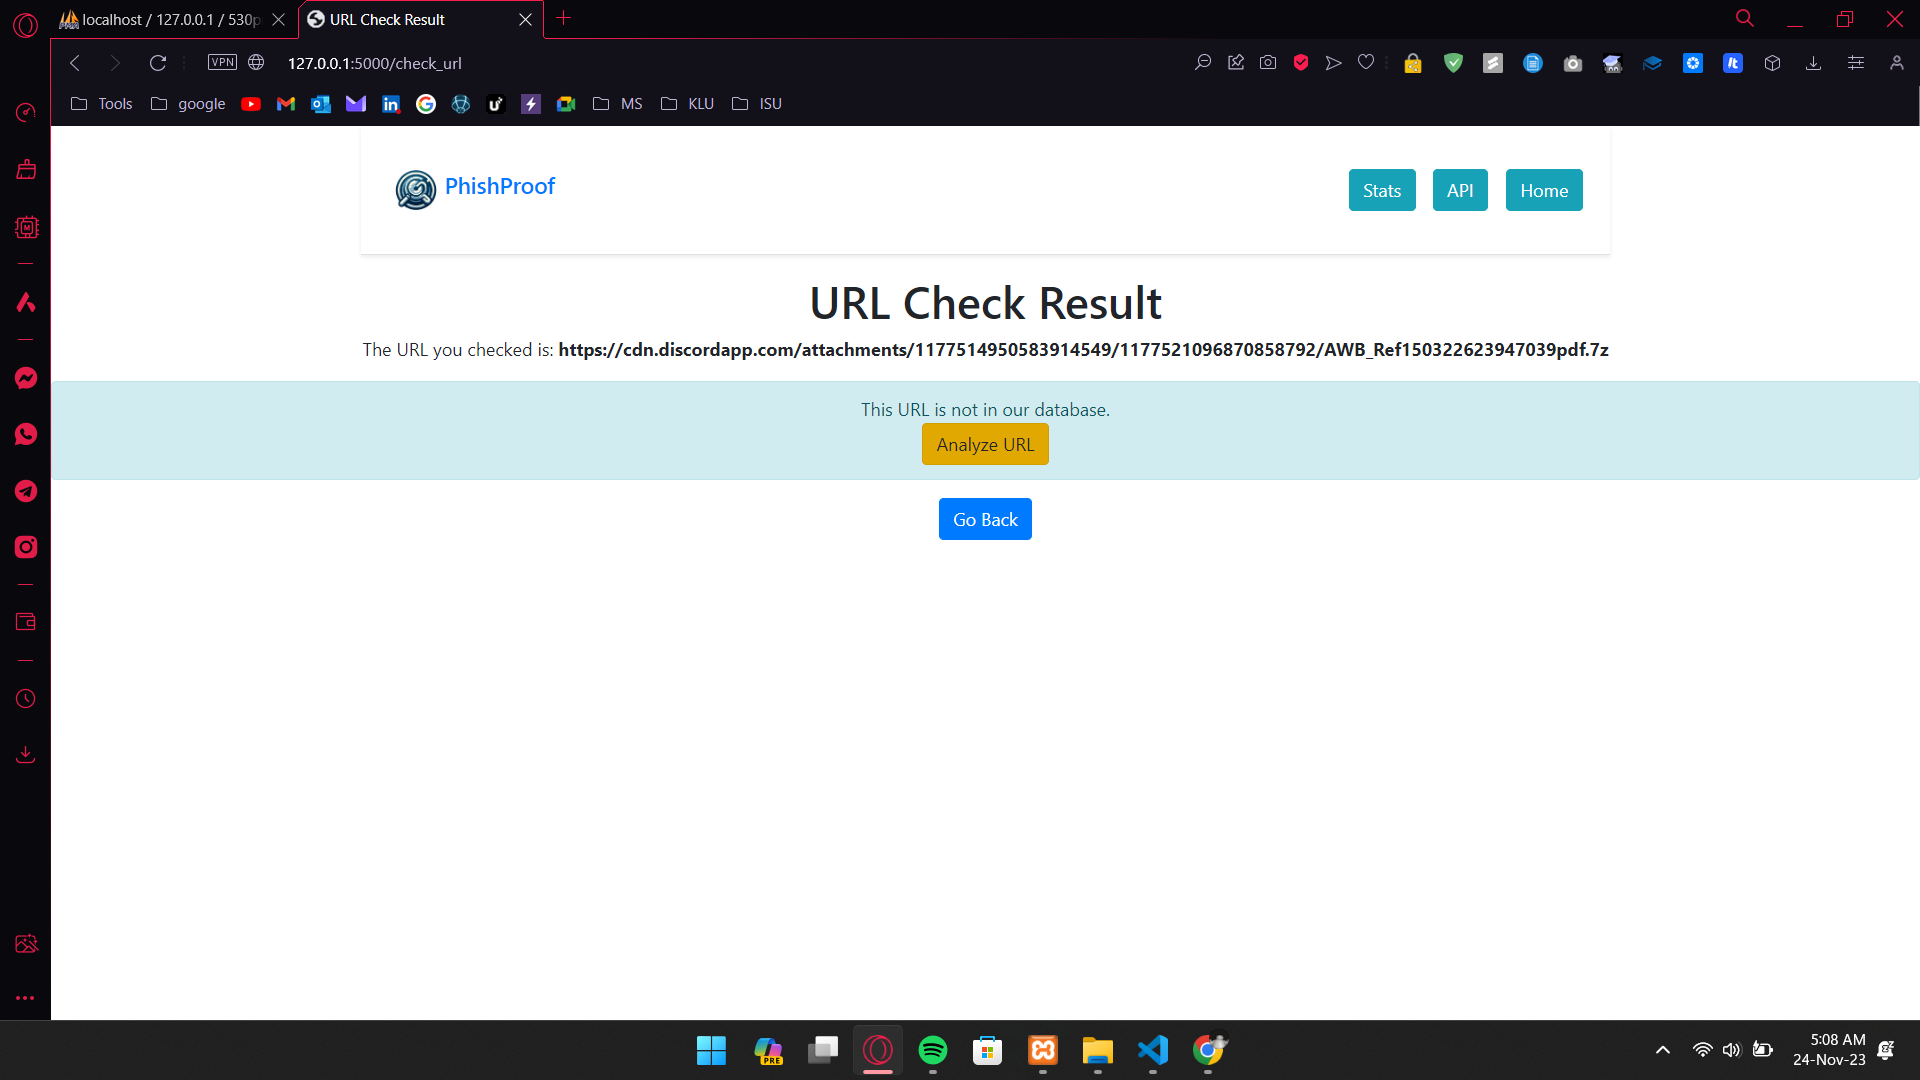 localhost / 127.0.0.1 / 530p
URL Check Result
VPN
127.0.0.1:5000/check_url
Tools
google
MS
KLU
ISU
PhishProof
Stats
API
Home
URL Check Result
The URL you checked is: https://cdn.discordapp.com/attachments/1177514950583914549/1177521096870858792/AWB_Ref150322623947039pdf.7z
This URL is not in our database.
Analyze URL
Go Back
PRE
5:08 AM
24-Nov-23